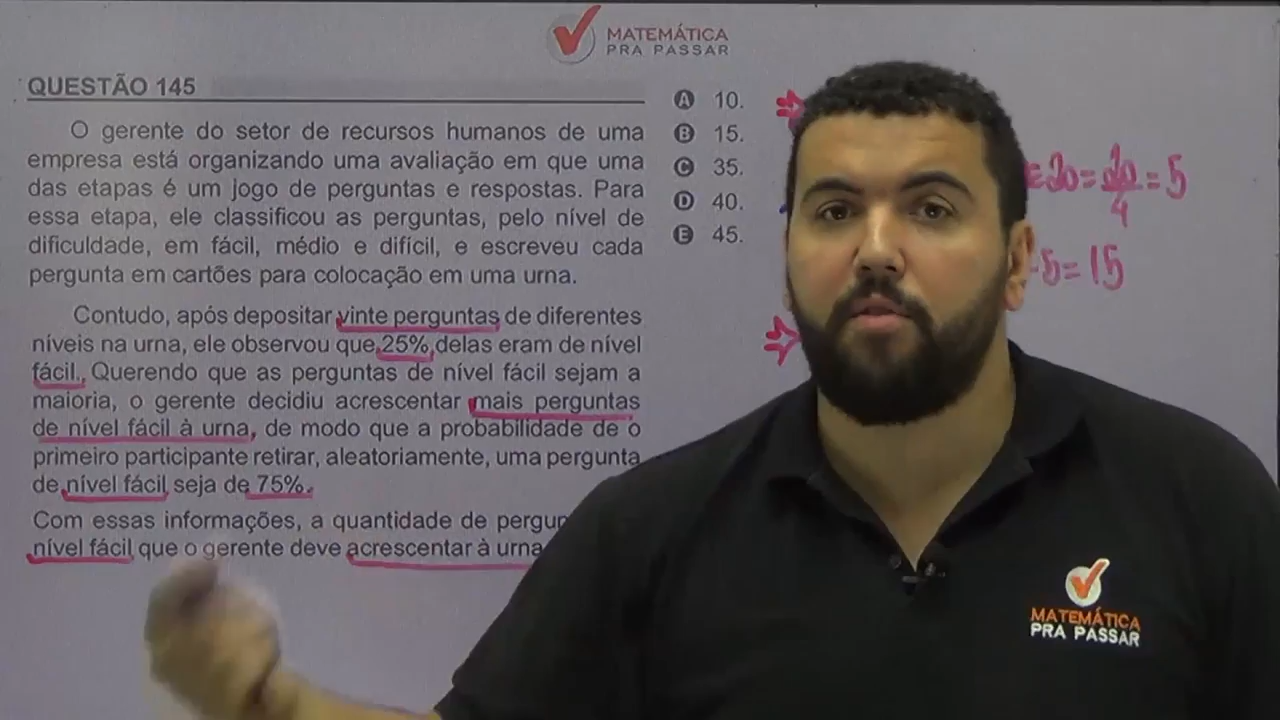 MATEMÁTICA
PRA PASSAR
QUESTÃO 145
O gerente do setor de recursos humanos de uma
empresa está organizando uma avaliação em que uma
das etapas é um jogo de perguntas e respostas. Para
essa etapa, ele classificou as perguntas, pelo nível de
dificuldade, em fácil, médio e difícil, e escreveu cada
pergunta em cartões para colocação em uma urna.
Contudo, após depositar vinte perguntas de diferentes
níveis na urna, ele observou que 25% delas eram de nível
fácil. Querendo que as perguntas de nível fácil sejam a
maioria, o gerente decidiu acrescentar mais perguntas
de nível fácil à urna, de modo que a probabilidade de o
primeiro participante retirar, aleatoriamente, uma pergunta
de nível fácil seja de 75%.
Com essas informações, a quantidade de
nível fácil que o gerente deve acrescentar à urna
A 10.
B 15.
C 35.
D 40.
E 45.
20 = 20/4 = 5
5 = 15
MATEMÁTICA
PRA PASSAR